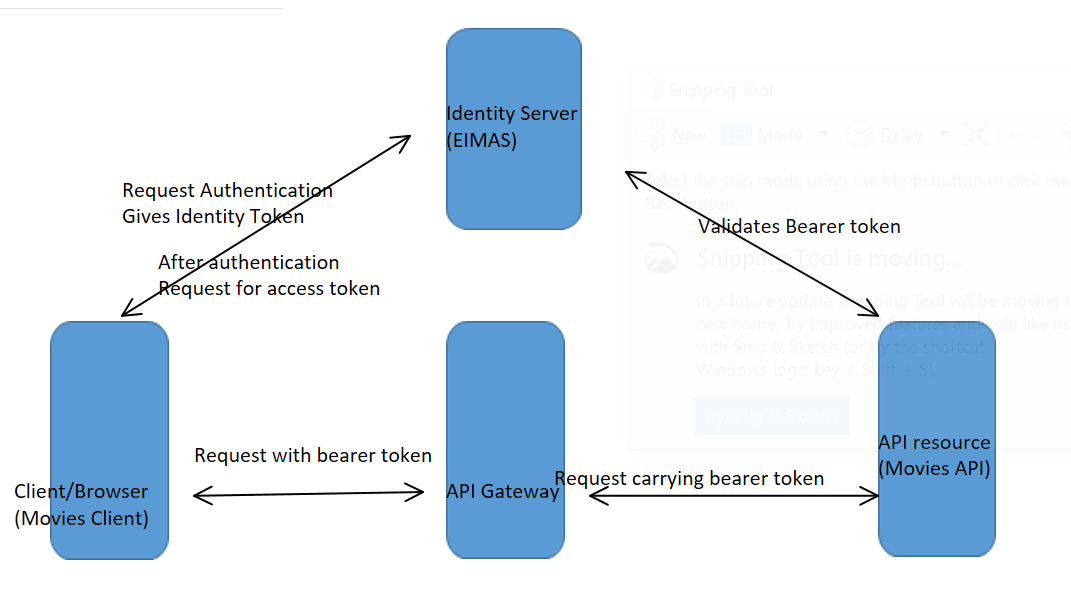 Identity Server
(EIMAS)
Snipping Tool
New
Mode
Delay
Select the snip mode using the Mode button or click the
New button.
Request Authentication
Gives Identity Token
Validates Bearer token
After authentication
Request for access token
Snipping Tool is moving...
In a future update, Snipping Tool will be moving
new home. Try improved features and snip like us
with Snip & Sketch (or try the shortcut
Windows logo key + Shift + S).
Try Snip & Sketch
Request with bearer token
Request carrying bearer token
API resource
(Movies API)
Client/Browser
(Movies Client)
API Gateway